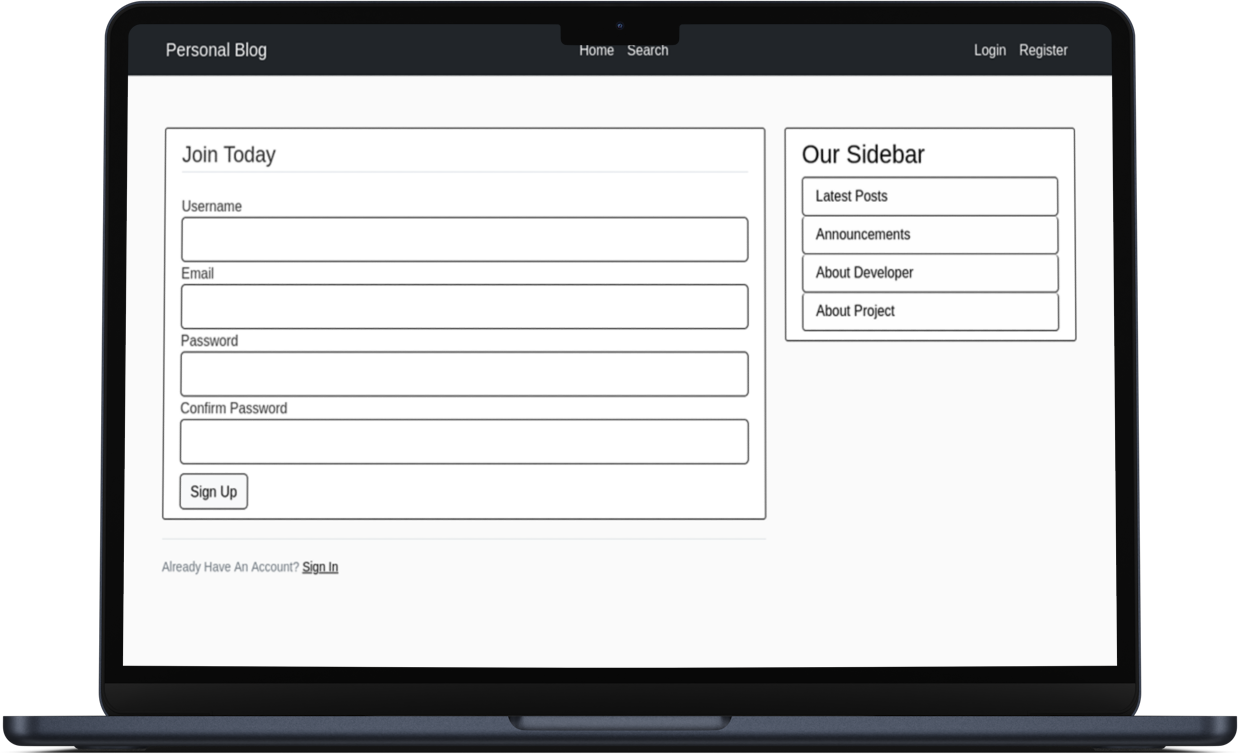 Personal Blog
Home Search
Login Register
Join Today
Username
Email
Password
Confirm Password
Sign Up
Already Have An Account? Sign In
Our Sidebar
Latest Posts
Announcements
About Developer
About Project